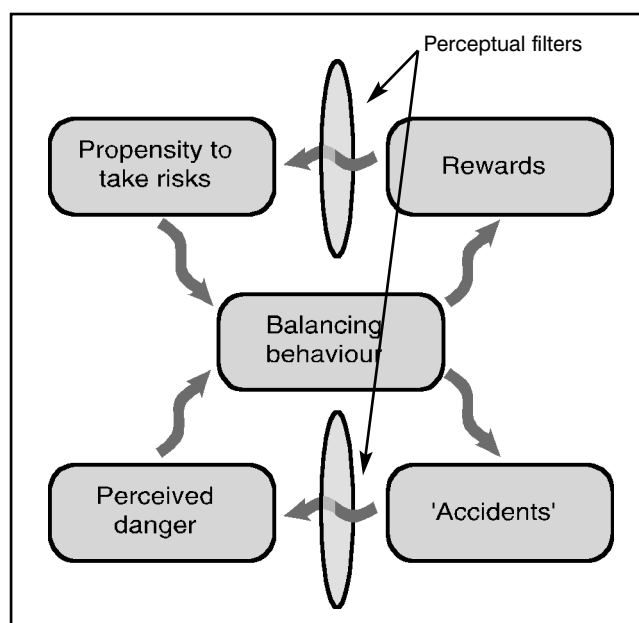 Perceptual filters
Propensity to
take risks
Rewards
Balancing
behaviour
Perceived
danger
'Accidents'